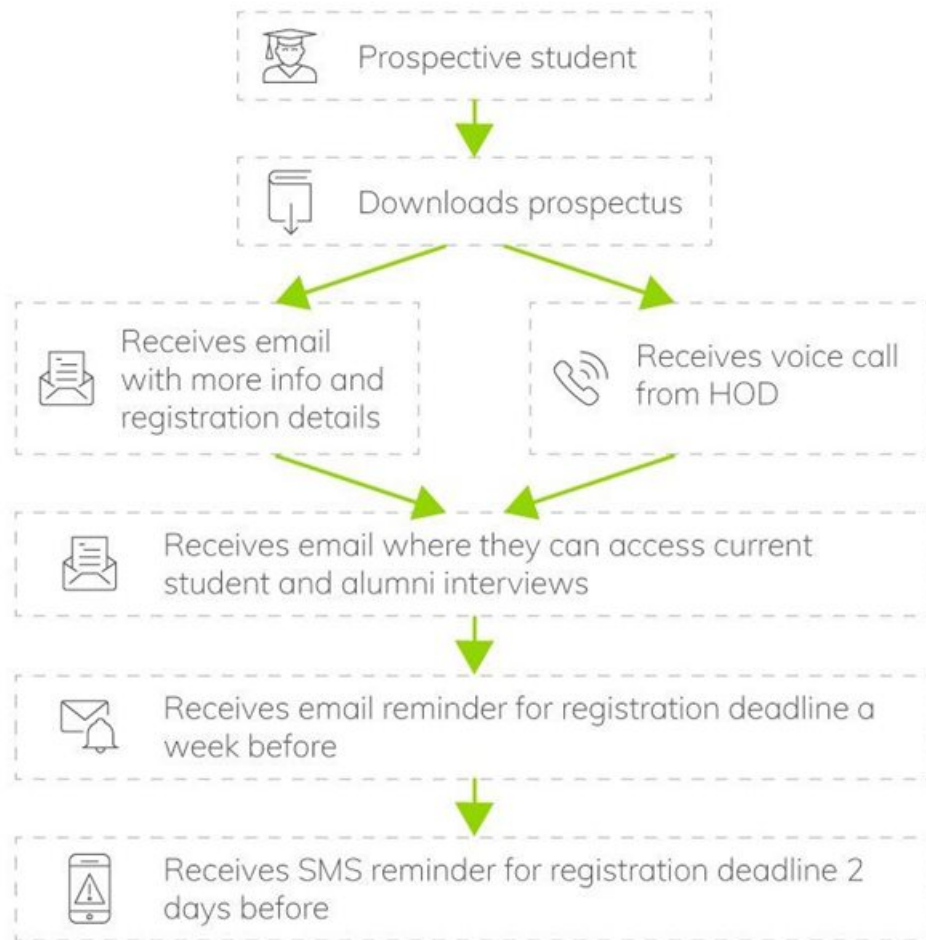 Prospective student
Downloads prospectus
Receives email
with more info and
registration details
Receives voice call
from HOD
Receives email where they can access current
student and alumni interviews
Receives email reminder for registration deadline a
week before
Receives SMS reminder for registration deadline 2
days before